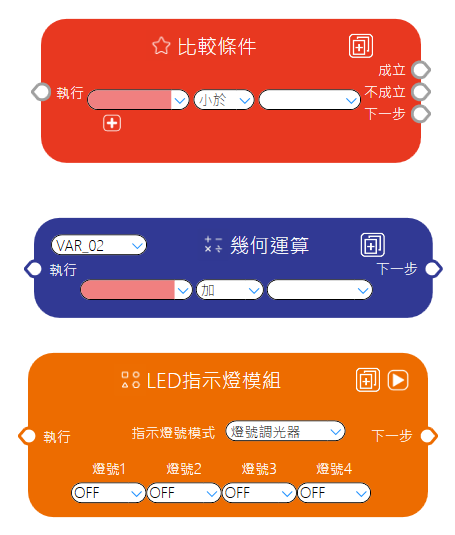 比較條件
成立
執行
不成立
小於
下一步
VAR_02
幾何運算
執行
下一步
加
LED指示燈模組
執行
指示燈號模式
燈號調光器
下一步
燈號1 燈號2 燈號3 燈號4
OFF OFF OFF OFF